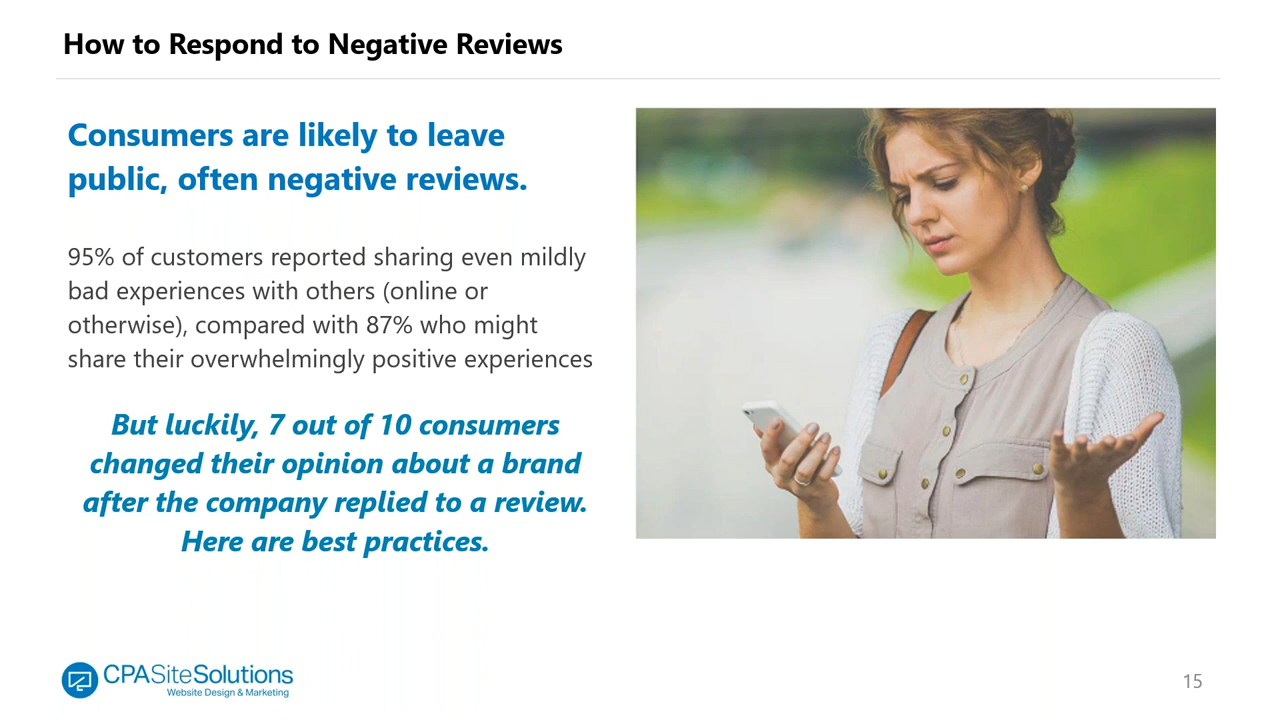 How to Respond to Negative Reviews
Consumers are likely to leave
public, often negative reviews.
95% of customers reported sharing even mildly
bad experiences with others (online or
otherwise), compared with 87% who might
share their overwhelmingly positive experiences
But luckily, 7 out of 10 consumers
changed their opinion about a brand
after the company replied to a review.
Here are best practices.
CPASiteSolutions
Website Design & Marketing
15